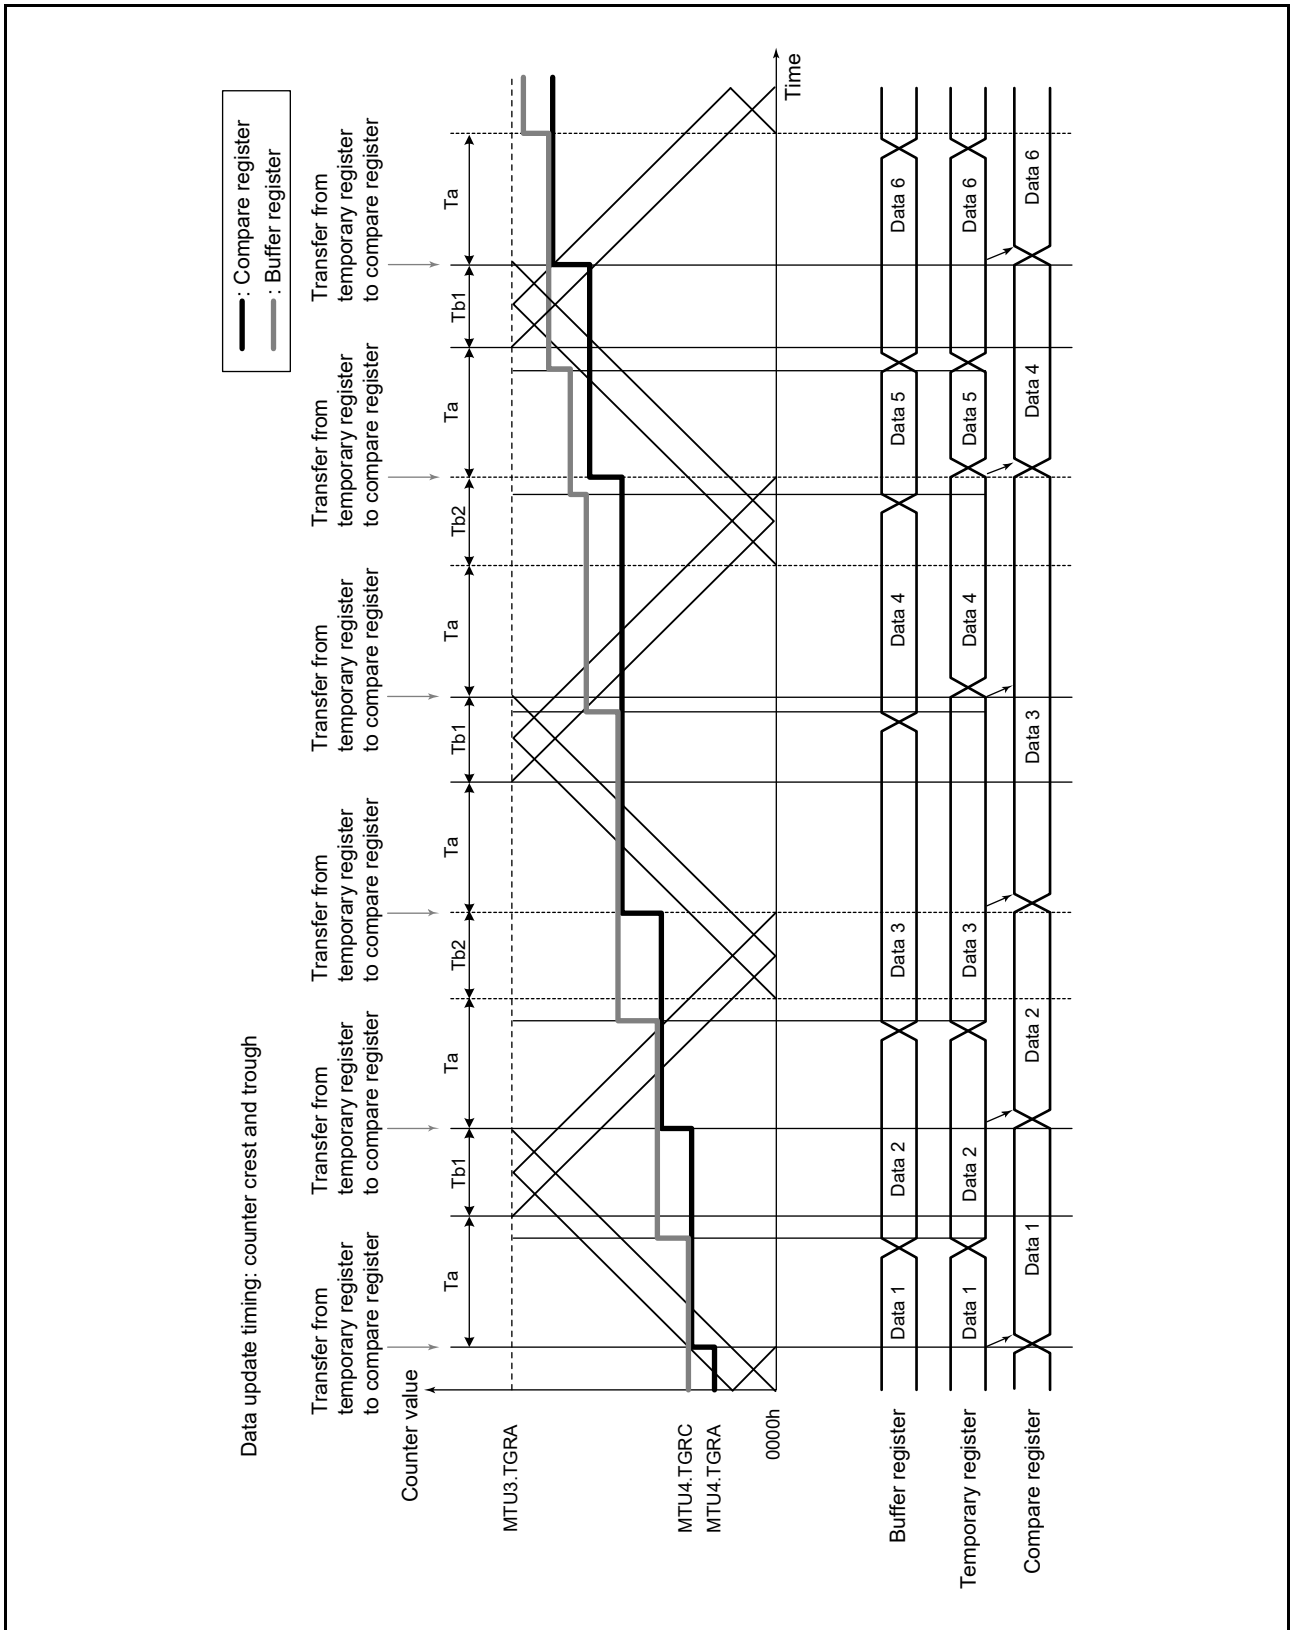 Data update timing: counter crest and trough
: Compare register
: Buffer register
Transfer from
temporary register
to compare register
Transfer from
temporary register
to compare register
Transfer from
temporary register
to compare register
Transfer from
temporary register
to compare register
Transfer from
temporary register
to compare register
Transfer from
temporary register
to compare register
Counter value
Ta
Tb1
Ta
Tb2
Ta
Tb1
Ta
Tb2
Ta
Tb1
Ta
MTU3.TGRA
MTU4.TGRC
MTU4.TGRA
0000h
Time
Buffer register
Data 1
Data 2
Data 3
Data 4
Data 5
Data 6
Temporary register
Data 1
Data 2
Data 3
Data 4
Data 5
Data 6
Compare register
Data 1
Data 2
Data 3
Data 4
Data 6